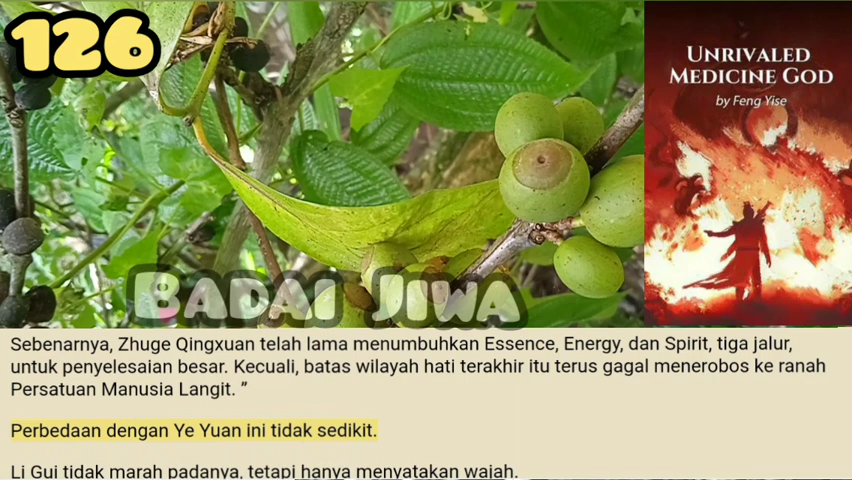 126
UNRIVALED
MEDICINE GOD
by Feng Yise
BADAI JIWA
Sebenarnya, Zhuge Qingxuan telah lama menumbuhkan Essence, Energy, dan Spirit, tiga jalur,
untuk penyelesaian besar. Kecuali, batas wilayah hati terakhir itu terus gagal menerobos ke ranah
Persatuan Manusia Langit. ”
Perbedaan dengan Ye Yuan ini tidak sedikit.
Li Gui tidak marah padanya, tetapi hanya menyatakan wajah.